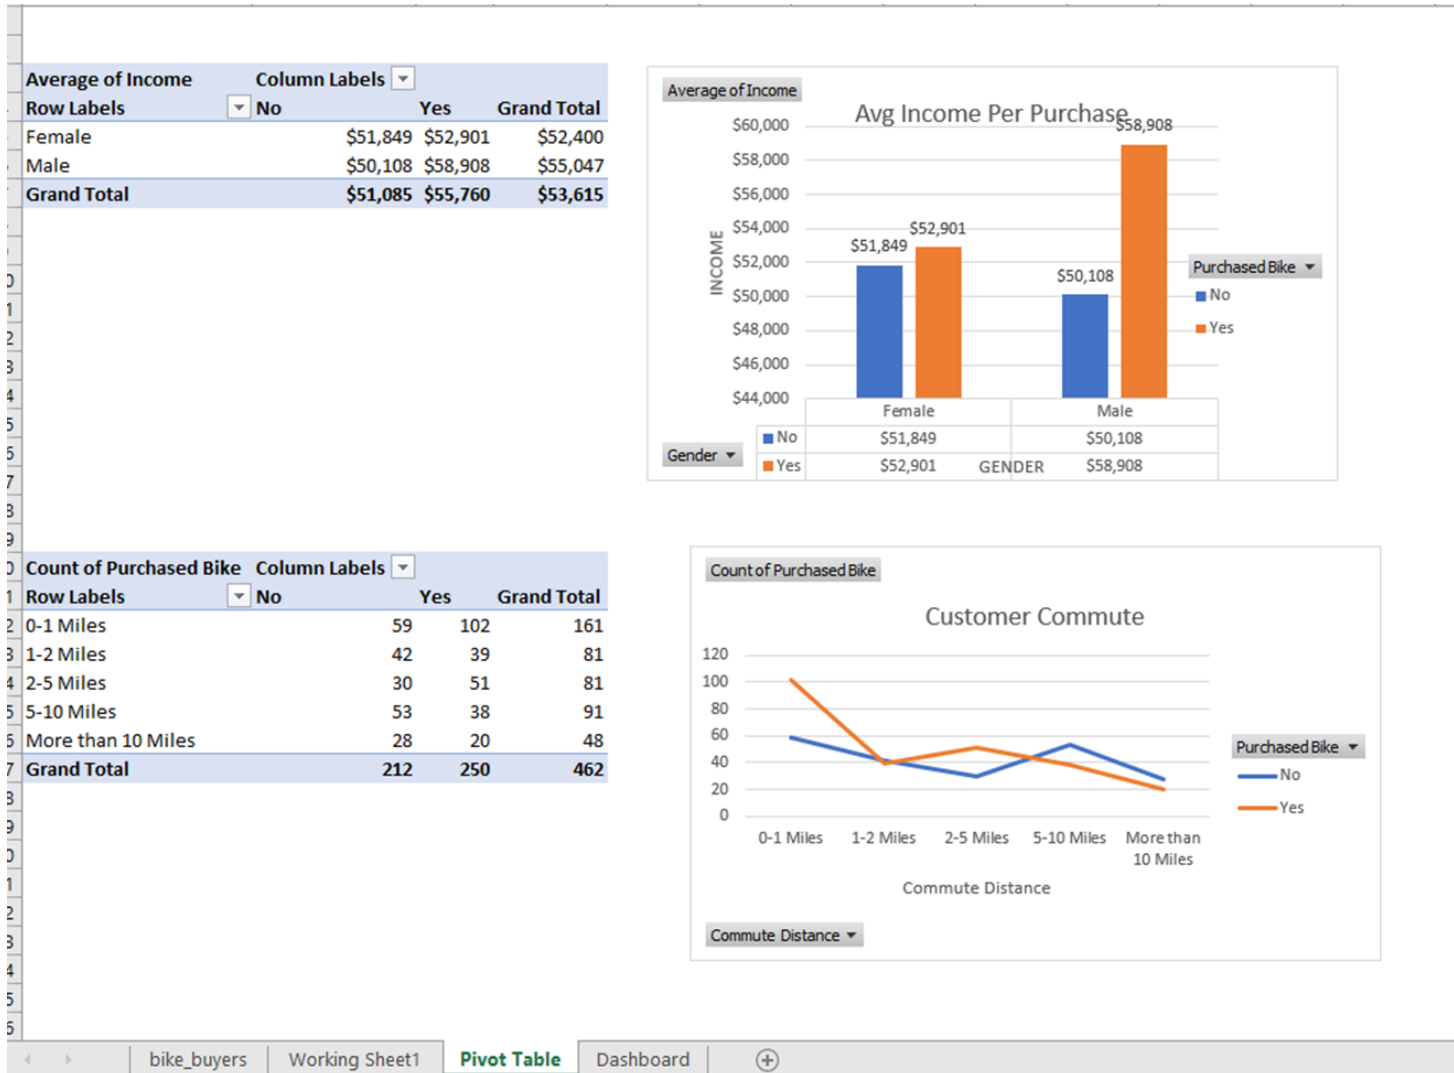 Average of Income Column Labels
Row Labels No Yes Grand Total
Female $51,849 $52,901 $52,400
Male $50,108 $58,908 $55,047
Grand Total $51,085 $55,760 $53,615
Average of Income
Avg Income Per Purchase
$60,000
$58,000
$56,000
$54,000
$52,000
$50,000
$48,000
$46,000
$44,000
INCOME
$51,849
$52,901
$50,108
$58,908
Purchased Bike
No
Yes
Female Male
No $51,849 $50,108
Yes $52,901 $58,908
GENDER
Gender
Count of Purchased Bike Column Labels
Row Labels No Yes Grand Total
0-1 Miles 59 102 161
1-2 Miles 42 39 81
2-5 Miles 30 51 81
5-10 Miles 53 38 91
More than 10 Miles 28 20 48
Grand Total 212 250 462
Count of Purchased Bike
Customer Commute
120
100
80
60
40
20
0
0-1 Miles 1-2 Miles 2-5 Miles 5-10 Miles More than
10 Miles
Commute Distance
Purchased Bike
No
Yes
Commute Distance
bike_buyers Working Sheet1 Pivot Table Dashboard